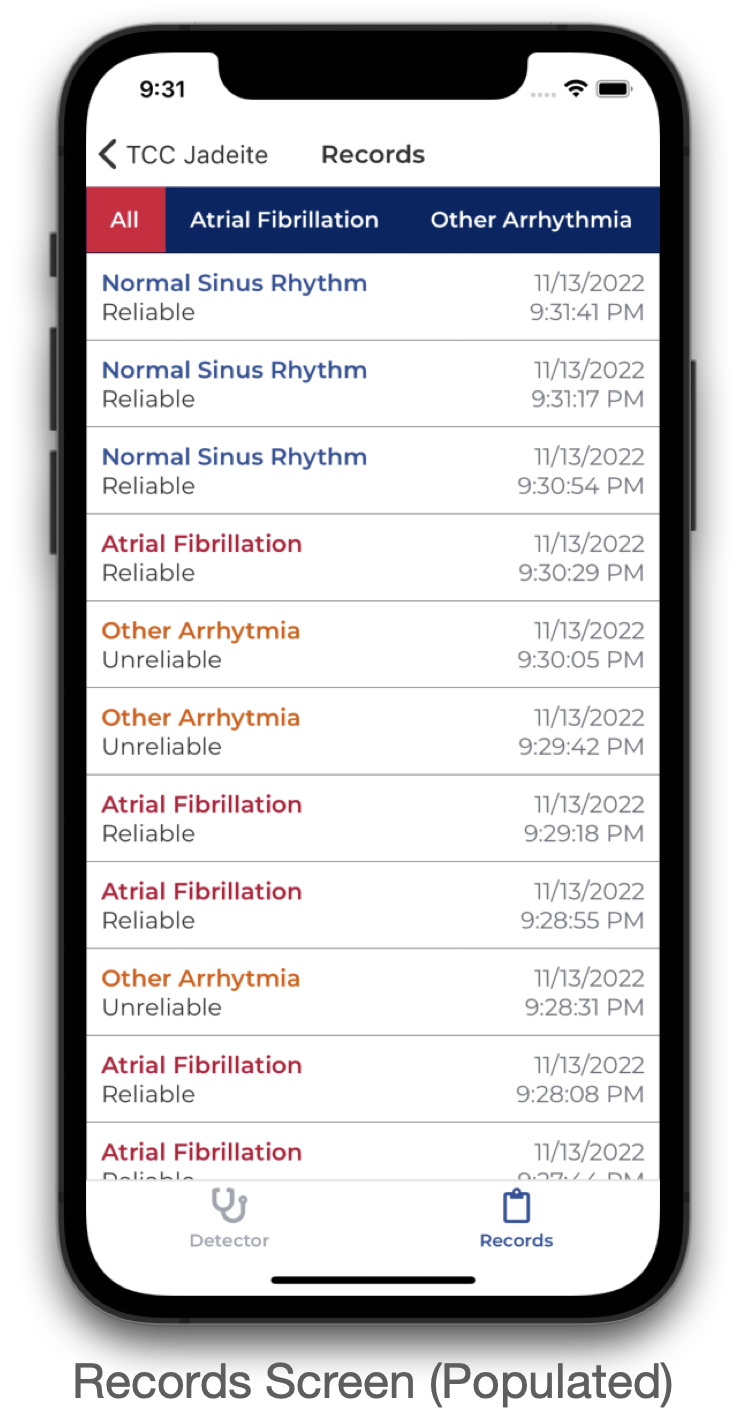 9:31
TCC Jadeite Records
All Atrial Fibrillation Other Arrhythmia
Normal Sinus Rhythm 11/13/2022
Reliable 9:31:41 PM
Normal Sinus Rhythm 11/13/2022
Reliable 9:31:17 PM
Normal Sinus Rhythm 11/13/2022
Reliable 9:30:54 PM
Atrial Fibrillation 11/13/2022
Reliable 9:30:29 PM
Other Arrhytmia 11/13/2022
Unreliable 9:30:05 PM
Other Arrhytmia 11/13/2022
Unreliable 9:29:42 PM
Atrial Fibrillation 11/13/2022
Reliable 9:29:18 PM
Atrial Fibrillation 11/13/2022
Reliable 9:28:55 PM
Other Arrhytmia 11/13/2022
Unreliable 9:28:31 PM
Atrial Fibrillation 11/13/2022
Reliable 9:28:08 PM
Atrial Fibrillation 11/13/2022
Reliable 9:27:44 PM
Detector Records
Records Screen (Populated)